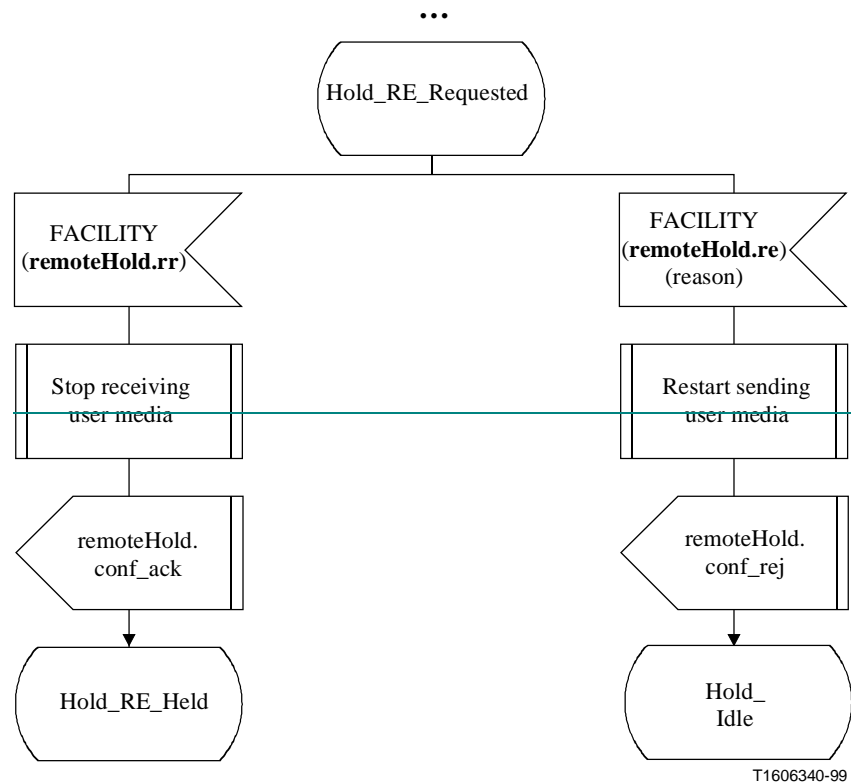 ...
Hold_RE_Requested
FACILITY
(remoteHold.rr)
FACILITY
(remoteHold.re)
(reason)
Stop receiving
user media
Restart sending
user media
remoteHold.
conf_ack
remoteHold.
conf_rej
Hold_RE_Held
Hold_
Idle
T1606340-99